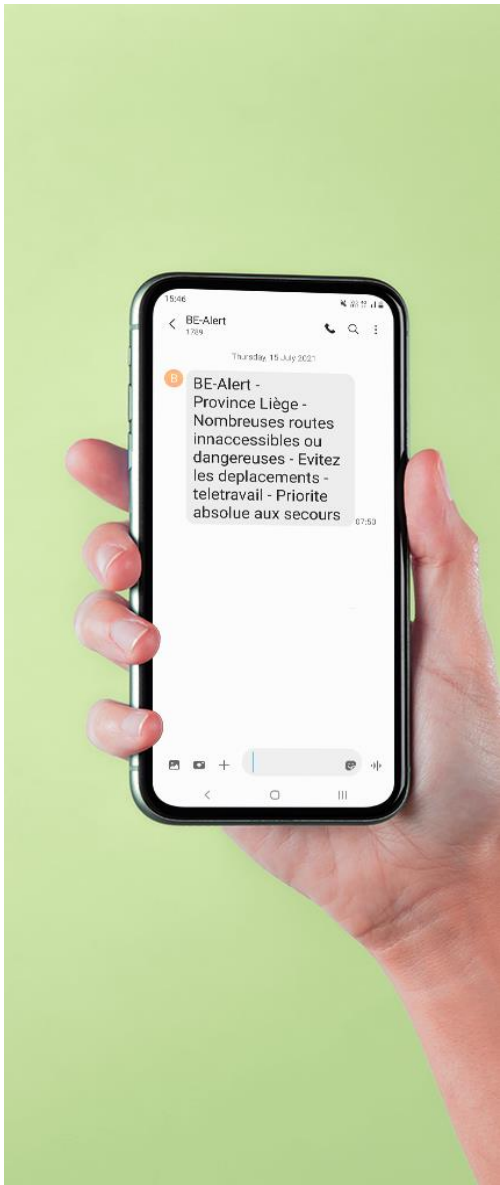 15:46
BE-Alert
1789
Thursday, 15 July 2021
B
BE-Alert -
Province Liège -
Nombreuses routes
innaccessibles ou
dangereuses - Evitez
les deplacements -
teletravail - Priorite
absolue aux secours
07:53